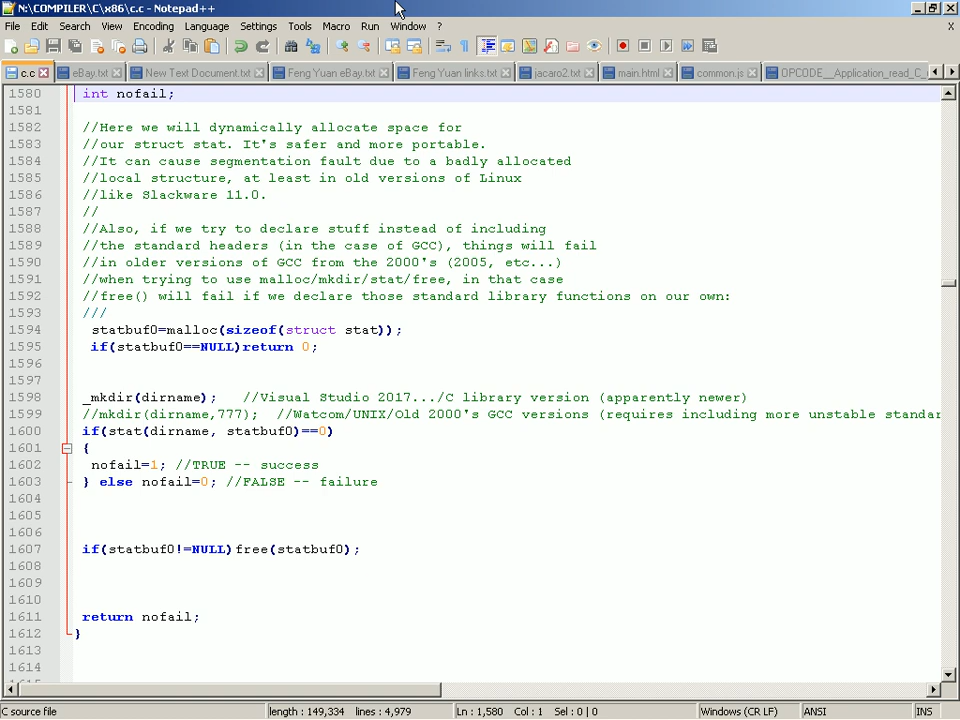 N:\COMPILER\C\x86\c.c - Notepad++
File Edit Search View Encoding Language Settings Tools Macro Run Window ? X
c.c eBay.txt New Text Document.txt Feng Yuan eBay.txt Feng Yuan links.txt jacaro2.txt main.html common.js OPCODE__Application_read_C_
1580 int nofail;
1581
1582 //Here we will dynamically allocate space for
1583 //our struct stat. It's safer and more portable.
1584 //It can cause segmentation fault due to a badly allocated
1585 //local structure, at least in old versions of Linux
1586 //like Slackware 11.0.
1587 //
1588 //Also, if we try to declare stuff instead of including
1589 //the standard headers (in the case of GCC), things will fail
1590 //in older versions of GCC from the 2000's (2005, etc...)
1591 //when trying to use malloc/mkdir/stat/free, in that case
1592 //free() will fail if we declare those standard library functions on our own:
1593 ///
1594 statbuf0=malloc(sizeof(struct stat));
1595 if(statbuf0==NULL)return 0;
1596
1597
1598 _mkdir(dirname); //Visual Studio 2017.../C library version (apparently newer)
1599 //mkdir(dirname,777); //Watcom/UNIX/Old 2000's GCC versions (requires including more unstable standar
1600 if(stat(dirname, statbuf0)==0)
1601 {
1602 nofail=1; //TRUE -- success
1603 } else nofail=0; //FALSE -- failure
1604
1605
1606
1607 if(statbuf0!=NULL)free(statbuf0);
1608
1609
1610
1611 return nofail;
1612 }
1613
1614
C source file length : 149,334 lines : 4,979 Ln : 1,580 Col : 1 Sel : 0 | 0 Windows (CR LF) ANSI INS